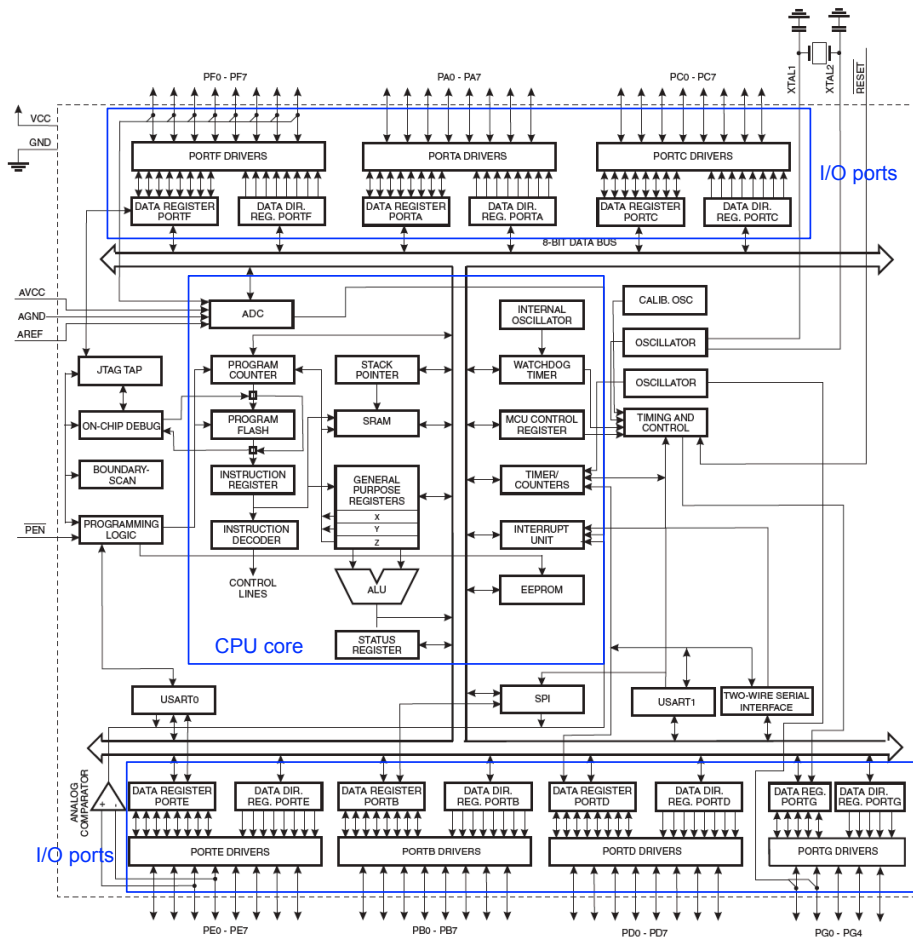 XTAL1
XTAL2
RESET
PF0 - PF7
PA0 - PA7
PC0 - PC7
VCC
GND
PORTF DRIVERS
PORTA DRIVERS
PORTC DRIVERS
I/O ports
DATA REGISTER
PORTF
DATA DIR.
REG. PORTF
DATA REGISTER
PORTA
DATA DIR.
REG. PORTA
DATA REGISTER
PORTC
DATA DIR.
REG. PORTC
8-BIT DATA BUS
AVCC
AGND
AREF
ADC
INTERNAL
OSCILLATOR
CALIB. OSC
OSCILLATOR
JTAG TAP
PROGRAM
COUNTER
STACK
POINTER
WATCHDOG
TIMER
OSCILLATOR
ON-CHIP DEBUG
PROGRAM
FLASH
SRAM
MCU CONTROL
REGISTER
TIMING AND
CONTROL
BOUNDARY-
SCAN
INSTRUCTION
REGISTER
GENERAL
PURPOSE
REGISTERS
X
Y
Z
TIMER/
COUNTERS
PEN
PROGRAMMING
LOGIC
INSTRUCTION
DECODER
INTERRUPT
UNIT
CONTROL
LINES
ALU
EEPROM
CPU core
STATUS
REGISTER
USART0
SPI
USART1
TWO-WIRE SERIAL
INTERFACE
ANALOG
COMPARATOR
+
-
DATA REGISTER
PORTE
DATA DIR.
REG. PORTE
DATA REGISTER
PORTB
DATA DIR.
REG. PORTB
DATA REGISTER
PORTD
DATA DIR.
REG. PORTD
DATA REG.
PORTG
DATA DIR.
REG. PORTG
I/O ports
PORTE DRIVERS
PORTB DRIVERS
PORTD DRIVERS
PORTG DRIVERS
PE0 - PE7
PB0 - PB7
PD0 - PD7
PG0 - PG4